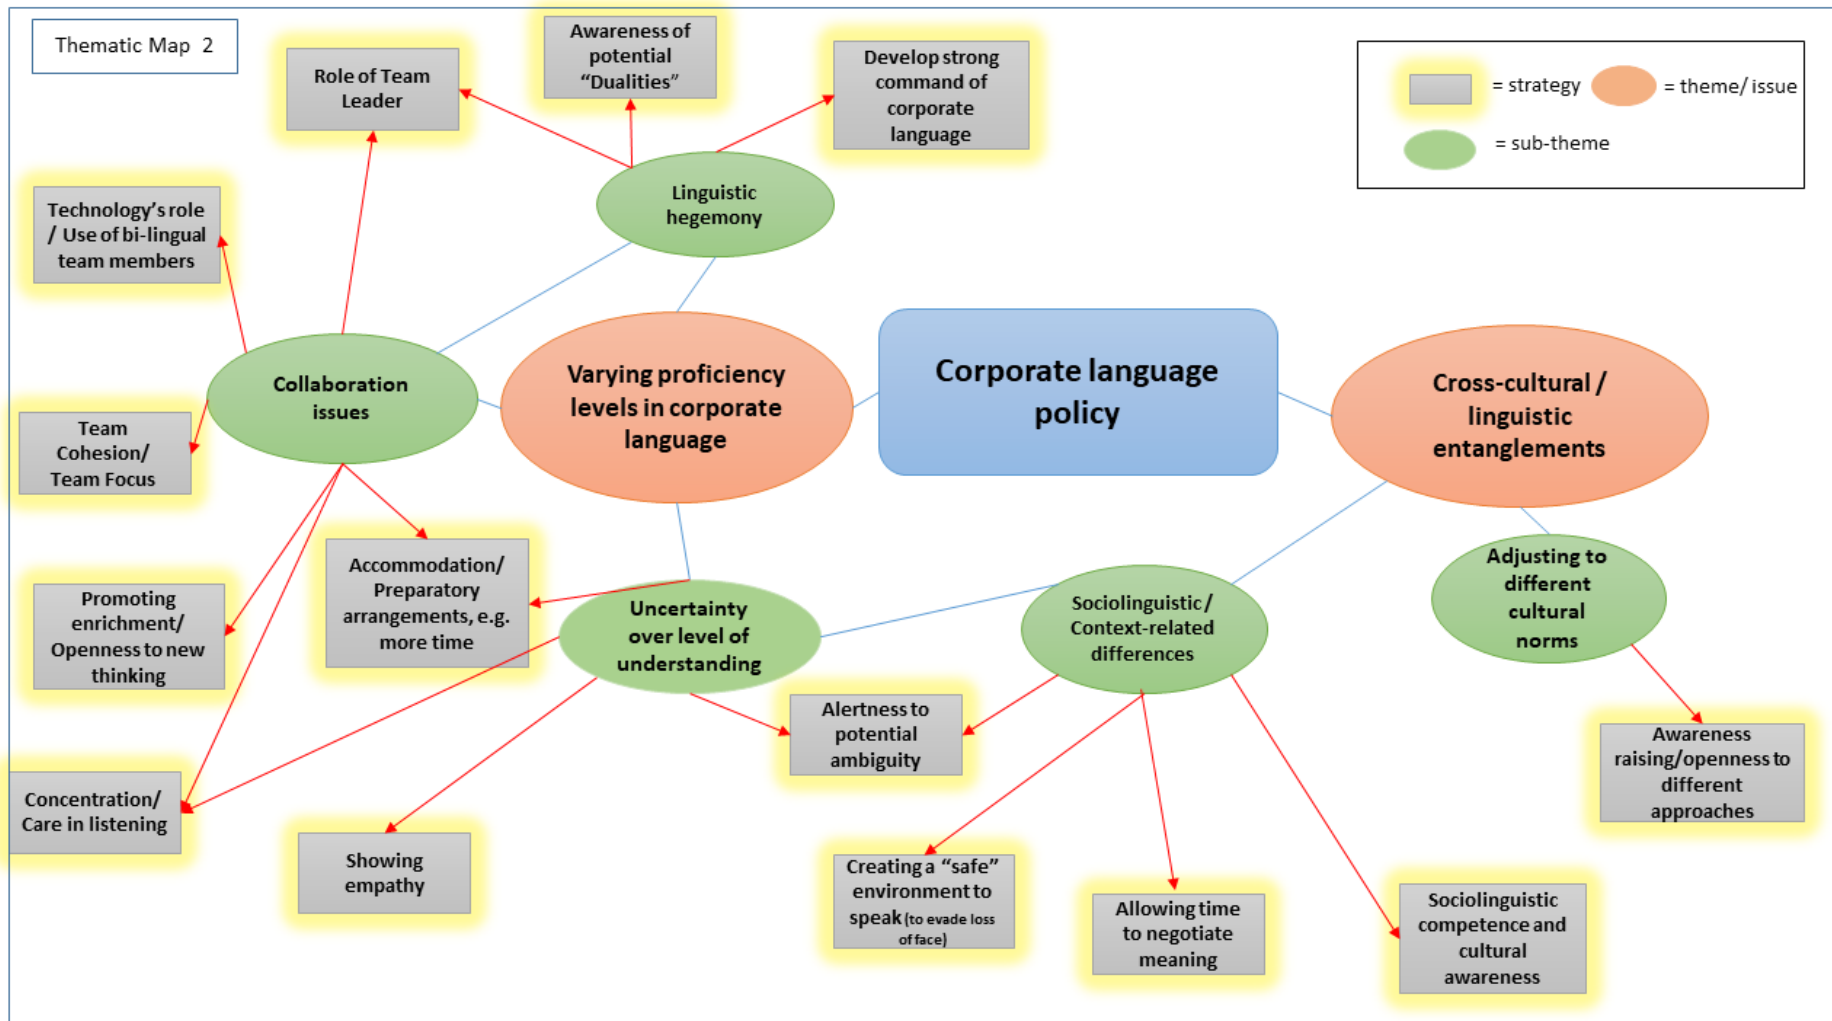 Thematic Map 2
Role of Team
Leader
Awareness of
potential
“Dualities”
Develop strong
command of
corporate
language
= strategy
= theme/ issue
= sub-theme
Technology’s role
/ Use of bi-lingual
team members
Linguistic
hegemony
Collaboration
issues
Varying proficiency
levels in corporate
language
Corporate language
policy
Cross-cultural /
linguistic
entanglements
Team
Cohesion/
Team Focus
Accommodation/
Preparatory
arrangements, e.g.
more time
Promoting
enrichment/
Openness to new
thinking
Uncertainty
over level of
understanding
Sociolinguistic /
Context-related
differences
Adjusting to
different
cultural
norms
Alertness to
potential
ambiguity
Awareness
raising/openness to
different
approaches
Concentration/
Care in listening
Showing
empathy
Creating a “safe”
environment to
speak (to evade loss
of face)
Allowing time
to negotiate
meaning
Sociolinguistic
competence and
cultural
awareness